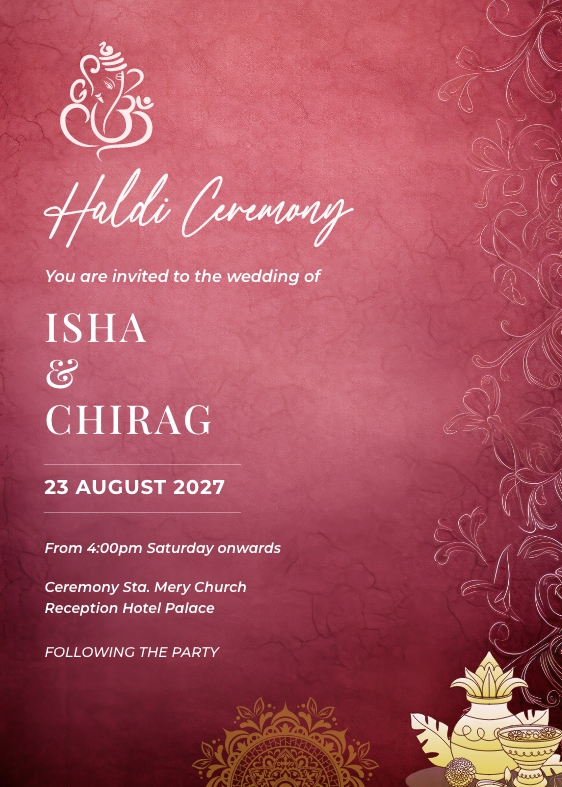 Haldi Ceremony
You are invited to the wedding of
ISHA
&
CHIRAG
23 AUGUST 2027
From 4:00pm Saturday onwards
Ceremony Sta. Mery Church
Reception Hotel Palace
FOLLOWING THE PARTY